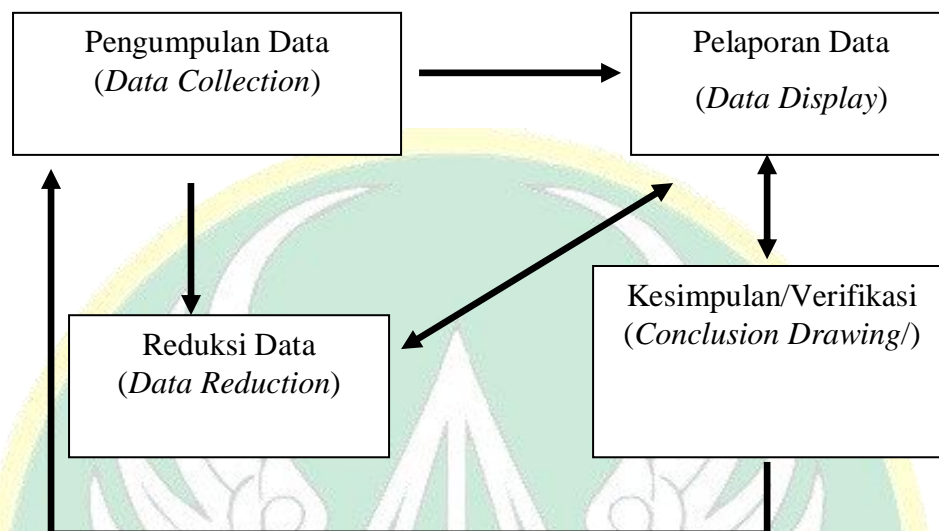 Pengumpulan Data
(Data Collection)
Pelaporan Data
(Data Display)
Reduksi Data
(Data Reduction)
Kesimpulan/Verifikasi
(Conclusion Drawing/)